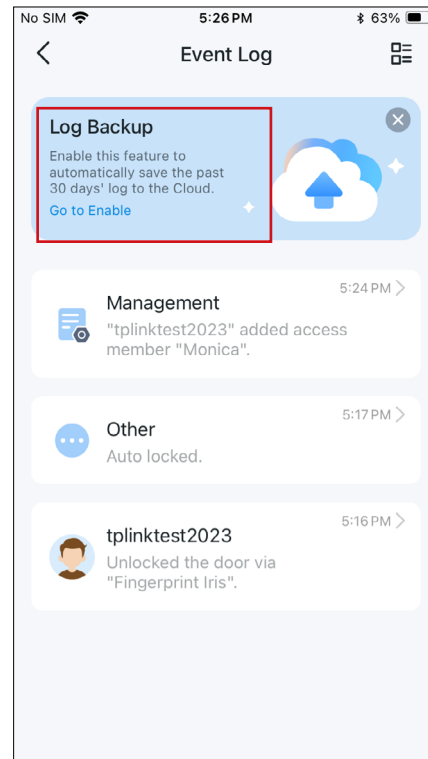 No SIM 5:26 PM 63%
Event Log
Log Backup
Enable this feature to
automatically save the past
30 days' log to the Cloud.
Go to Enable
5:24 PM
Management
"tplinktest2023" added access
member "Monica".
5:17 PM
Other
Auto locked.
5:16 PM
tplinktest2023
Unlocked the door via
"Fingerprint Iris".